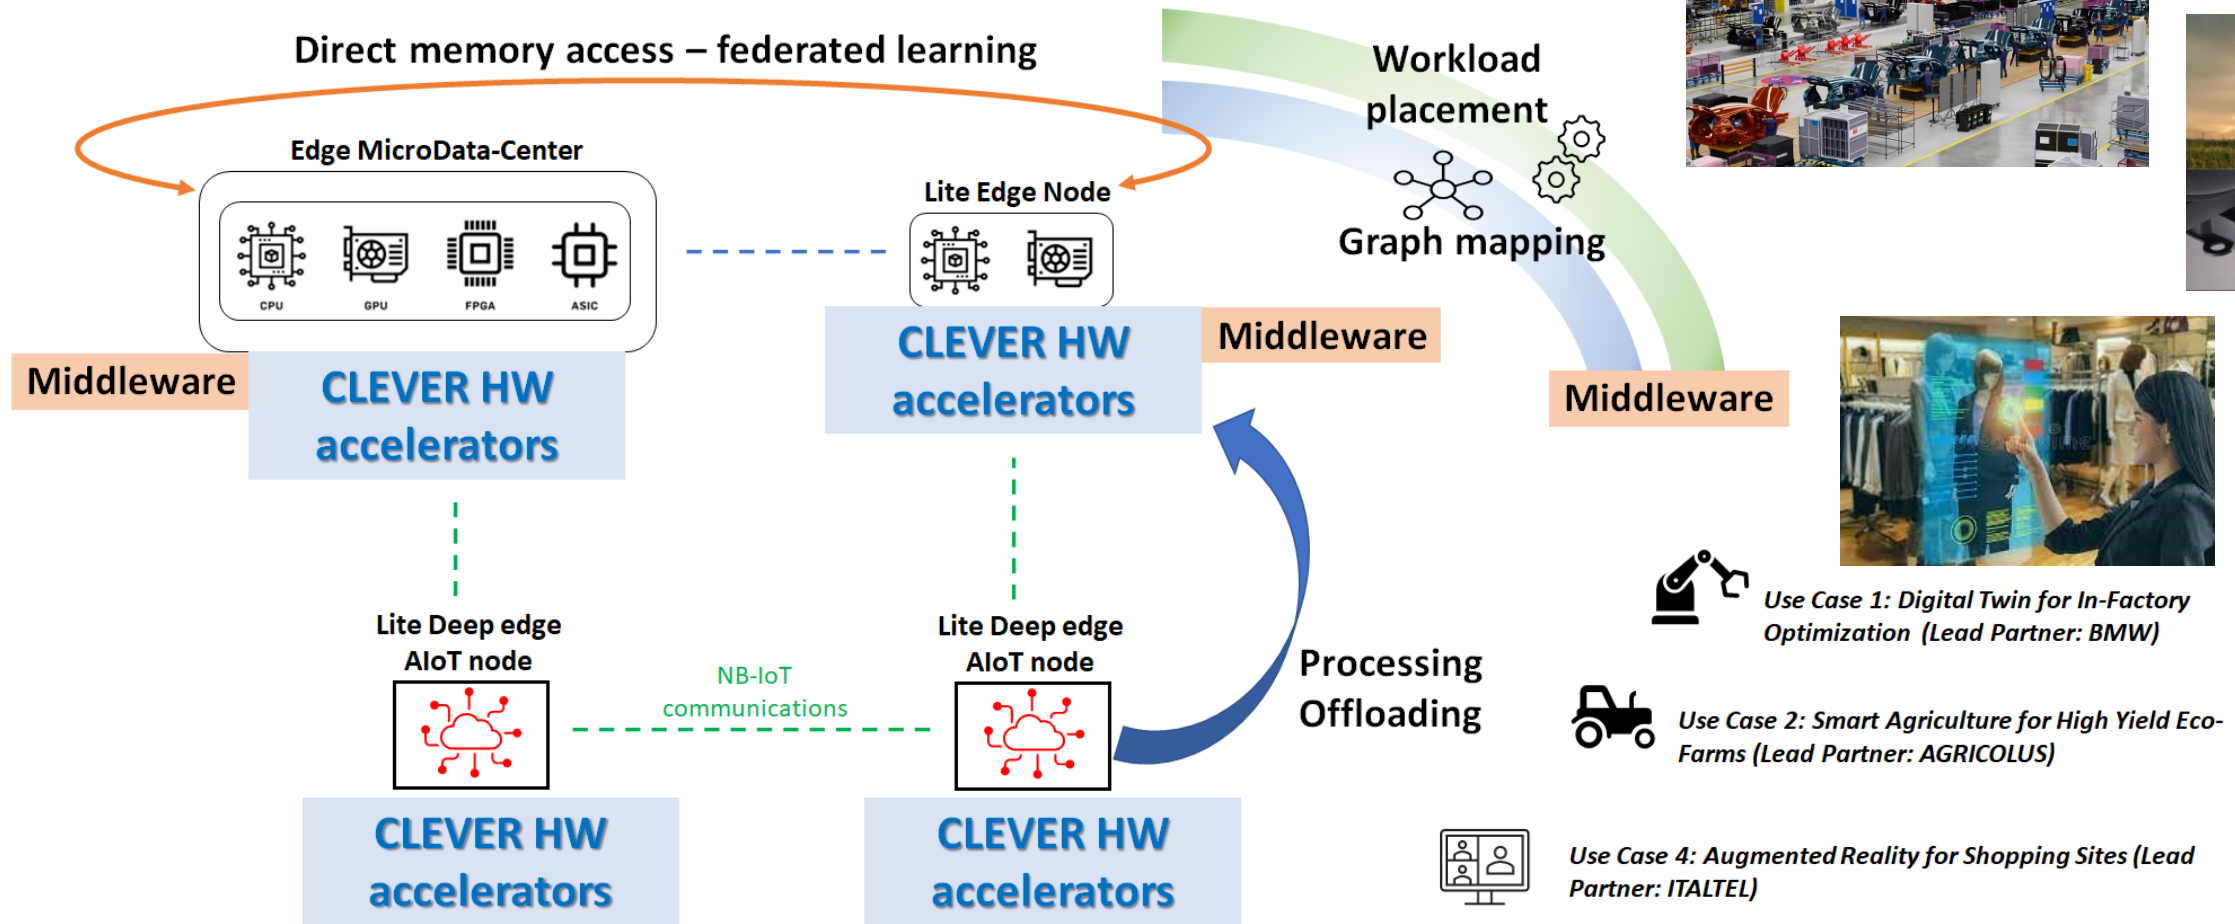 Direct memory access – federated learning
Edge MicroData-Center
CPU
GPU
FPGA
ASIC
Middleware
CLEVER HW
accelerators
Lite Edge Node
CLEVER HW
accelerators
Middleware
Workload
placement
Graph mapping
Middleware
Lite Deep edge
AIoT node
CLEVER HW
accelerators
NB-IoT
communications
Lite Deep edge
AIoT node
CLEVER HW
accelerators
Processing
Offloading
Use Case 1: Digital Twin for In-Factory
Optimization (Lead Partner: BMW)
Use Case 2: Smart Agriculture for High Yield Eco-
Farms (Lead Partner: AGRICOLUS)
Use Case 4: Augmented Reality for Shopping Sites (Lead
Partner: ITALTEL)